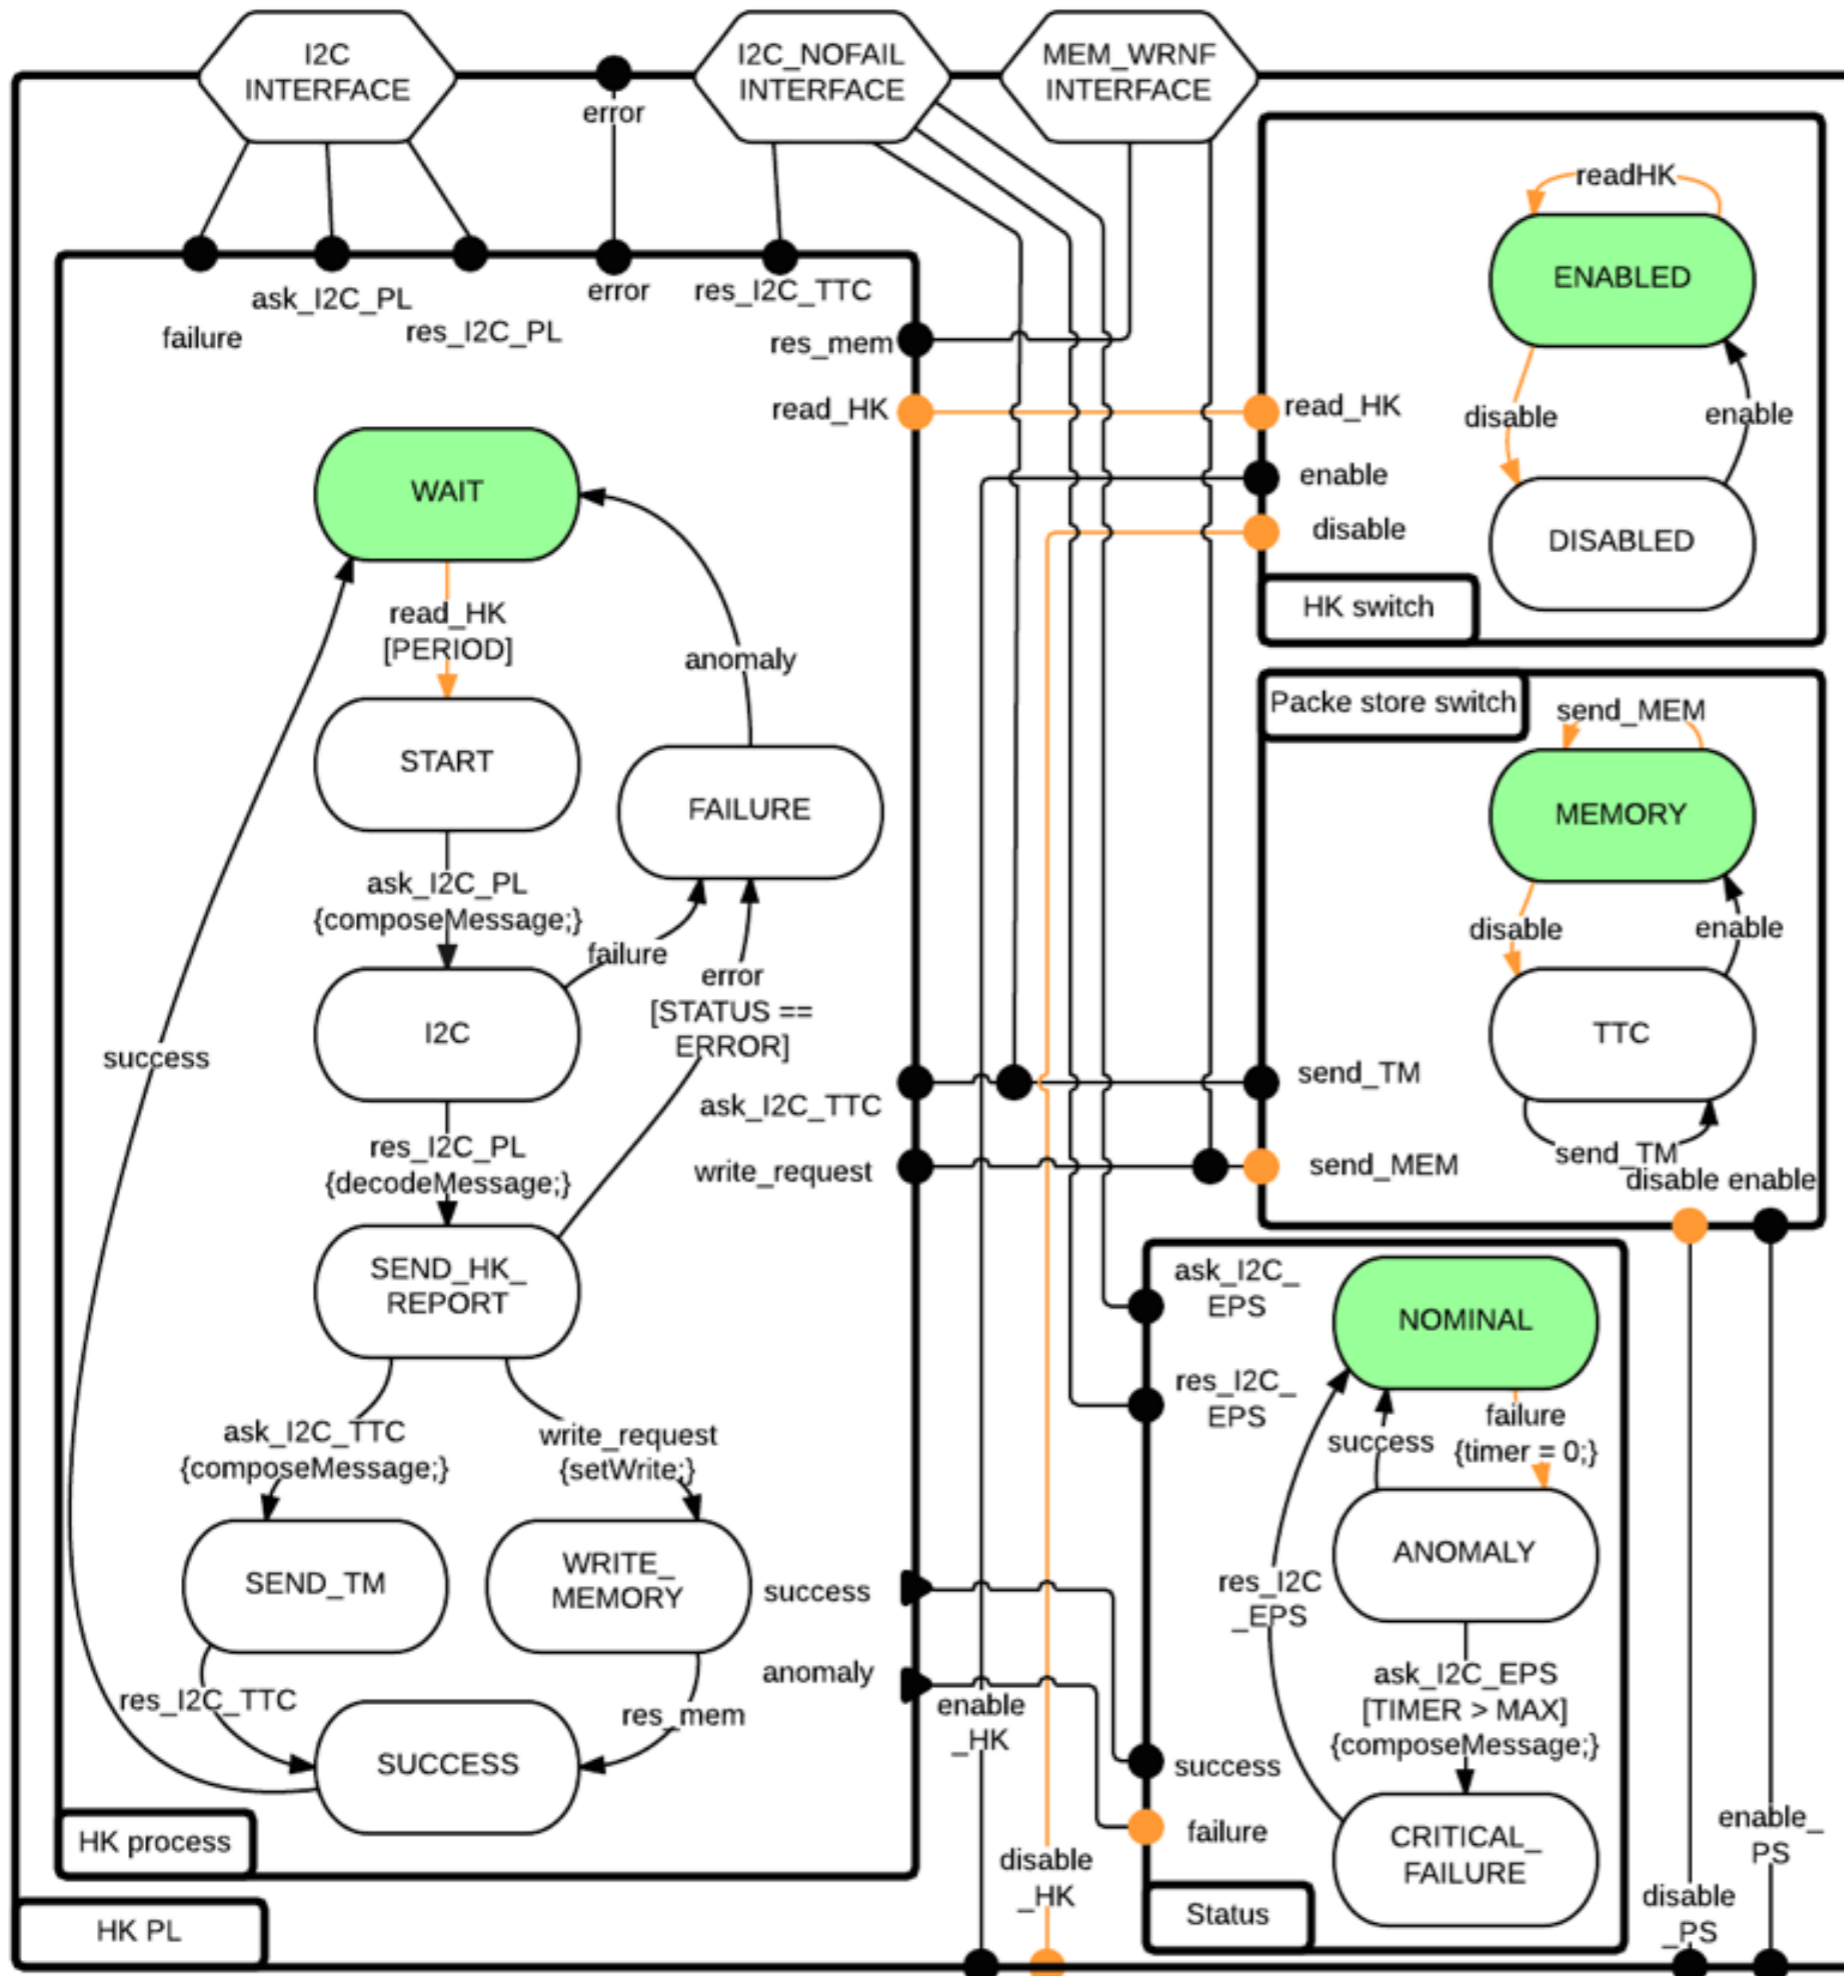 I2C
INTERFACE
error
I2C_NOFAIL
INTERFACE
MEM_WRNF
INTERFACE
failure
ask_I2C_PL
res_I2C_PL
error
res_I2C_TTC
res_mem
read_HK
WAIT
read_HK
[PERIOD]
START
anomaly
FAILURE
ask_I2C_PL
{composeMessage;}
failure
error
[STATUS ==
ERROR]
I2C
success
res_I2C_PL
{decodeMessage;}
ask_I2C_TTC
write_request
SEND_HK_
REPORT
ask_I2C_TTC
{composeMessage;}
write_request
{setWrite;}
SEND_TM
WRITE_
MEMORY
success
anomaly
res_I2C_TTC
res_mem
SUCCESS
HK process
HK PL
readHK
ENABLED
read_HK
disable
enable
enable
disable
DISABLED
HK switch
Packe store switch
send_MEM
MEMORY
disable
enable
TTC
send_TM
send_TM
send_MEM
disable enable
ask_I2C_
EPS
res_I2C_
EPS
NOMINAL
success
failure
{timer = 0;}
ANOMALY
res_I2C
_EPS
ask_I2C_EPS
[TIMER > MAX]
{composeMessage;}
success
failure
CRITICAL_
FAILURE
Status
enable
_HK
disable
_HK
disable
_PS
enable_
PS